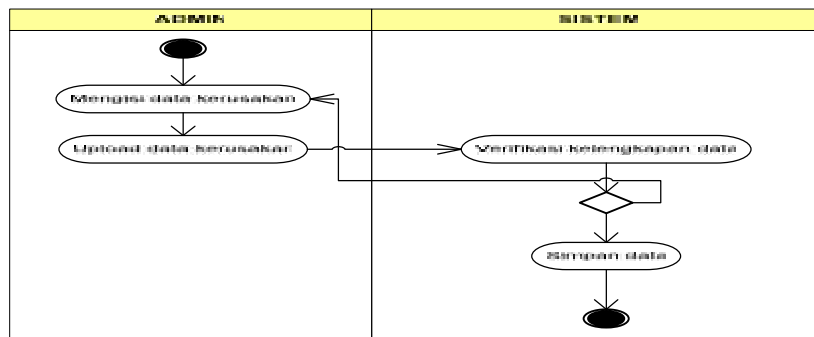 ADMIN
SISTEM
Mengisi data kerusakan
Upload data kerusakan
Verifikasi kelengkapan data
Simpan data